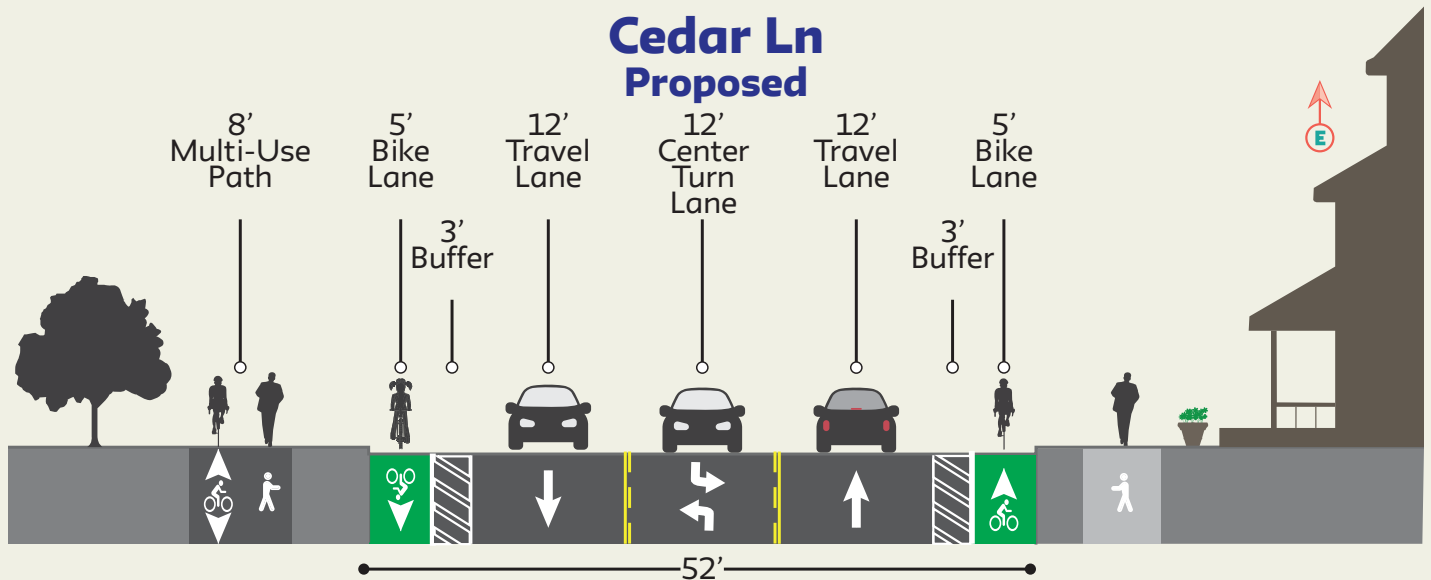 Cedar Ln
Proposed
8’
Multi-Use
Path
5’
Bike
Lane
3’
Buffer
12’
Travel
Lane
12’
Center
Turn
Lane
12’
Travel
Lane
3’
Buffer
5’
Bike
Lane
E
52’